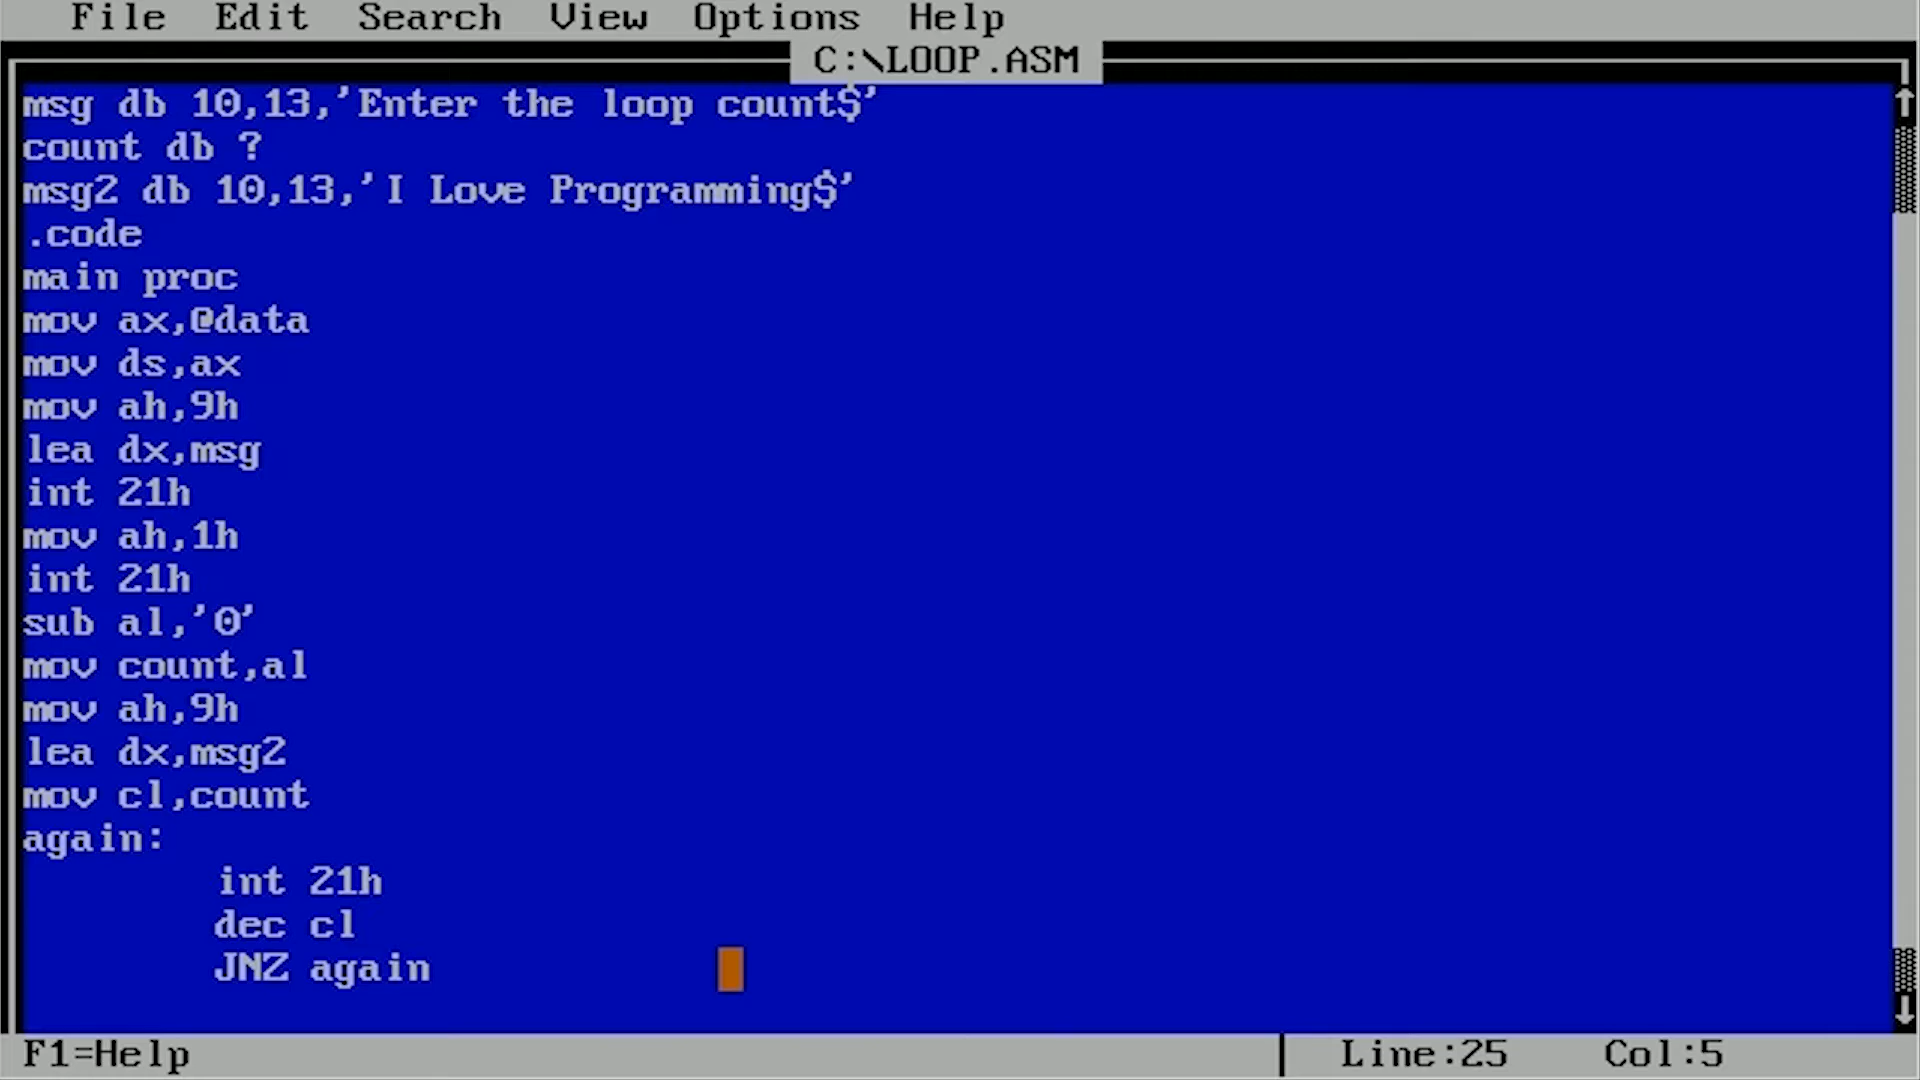 File Edit Search View Options Help
C:\LOOP.ASM
msg db 10,13,'Enter the loop count$'
count db ?
msg2 db 10,13,'I Love Programming$'
.code
main proc
mov ax,@data
mov ds,ax
mov ah,9h
lea dx,msg
int 21h
mov ah,1h
int 21h
sub al,'0'
mov count,al
mov ah,9h
lea dx,msg2
mov cl,count
again:
int 21h
dec cl
JNZ again
F1=Help Line:25 Col:5